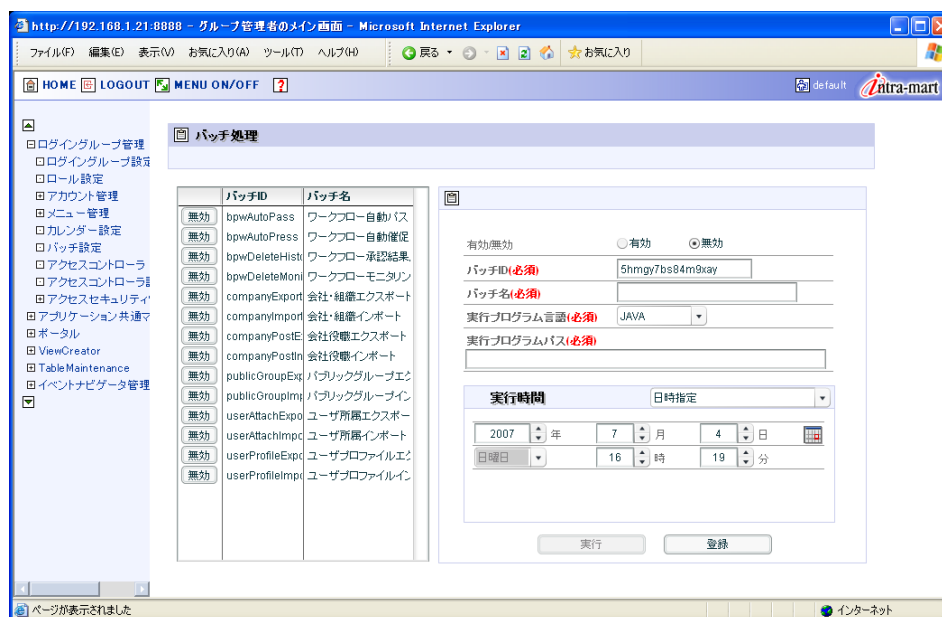 http://192.168.1.21:8888 - グループ管理者のメイン画面 - Microsoft Internet Explorer
ファイル(F) 編集(E) 表示(V) お気に入り(A) ツール(T) ヘルプ(H) 戻る お気に入り
HOME LOGOUT MENU ON/OFF ? default intra-mart
バッチ処理
ログイングループ管理
ログイングループ設定
ロール設定
アカウント管理
メニュー管理
カレンダー設定
バッチ設定
アクセスコントローラ
アクセスコントローラ
アクセスセキュリティ
アプリケーション共通マ
ポータル
ViewCreator
TableMaintenance
イベントナビゲータ管理
バッチID バッチ名
無効 bpwAutoPass ワークフロー自動パス
無効 bpwAutoPress ワークフロー自動催促
無効 bpwDeleteHist ワークフロー承認結果
無効 bpwDeleteMoni ワークフローモニタリン
無効 companyExport 会社・組織エクスポート
無効 companyImport 会社・組織インポート
無効 companyPostE 会社役職エクスポート
無効 companyPostIn 会社役職インポート
無効 publicGroupExp パブリックグループエク
無効 publicGroupImp パブリックグループイン
無効 userAttachExpo ユーザ所属エクスポー
無効 userAttachImpo ユーザ所属インポート
無効 userProfileExpo ユーザプロファイルエク
無効 userProfileImpo ユーザプロファイルイン
有効/無効 有効 無効
バッチID(必須) 5hmgy7bs84m9xay
バッチ名(必須)
実行プログラム言語(必須) JAVA
実行プログラムパス(必須)
実行時間 日時指定
2007 年 7 月 4 日
日曜日 16 時 19 分
実行 登録
ページが表示されました インターネット